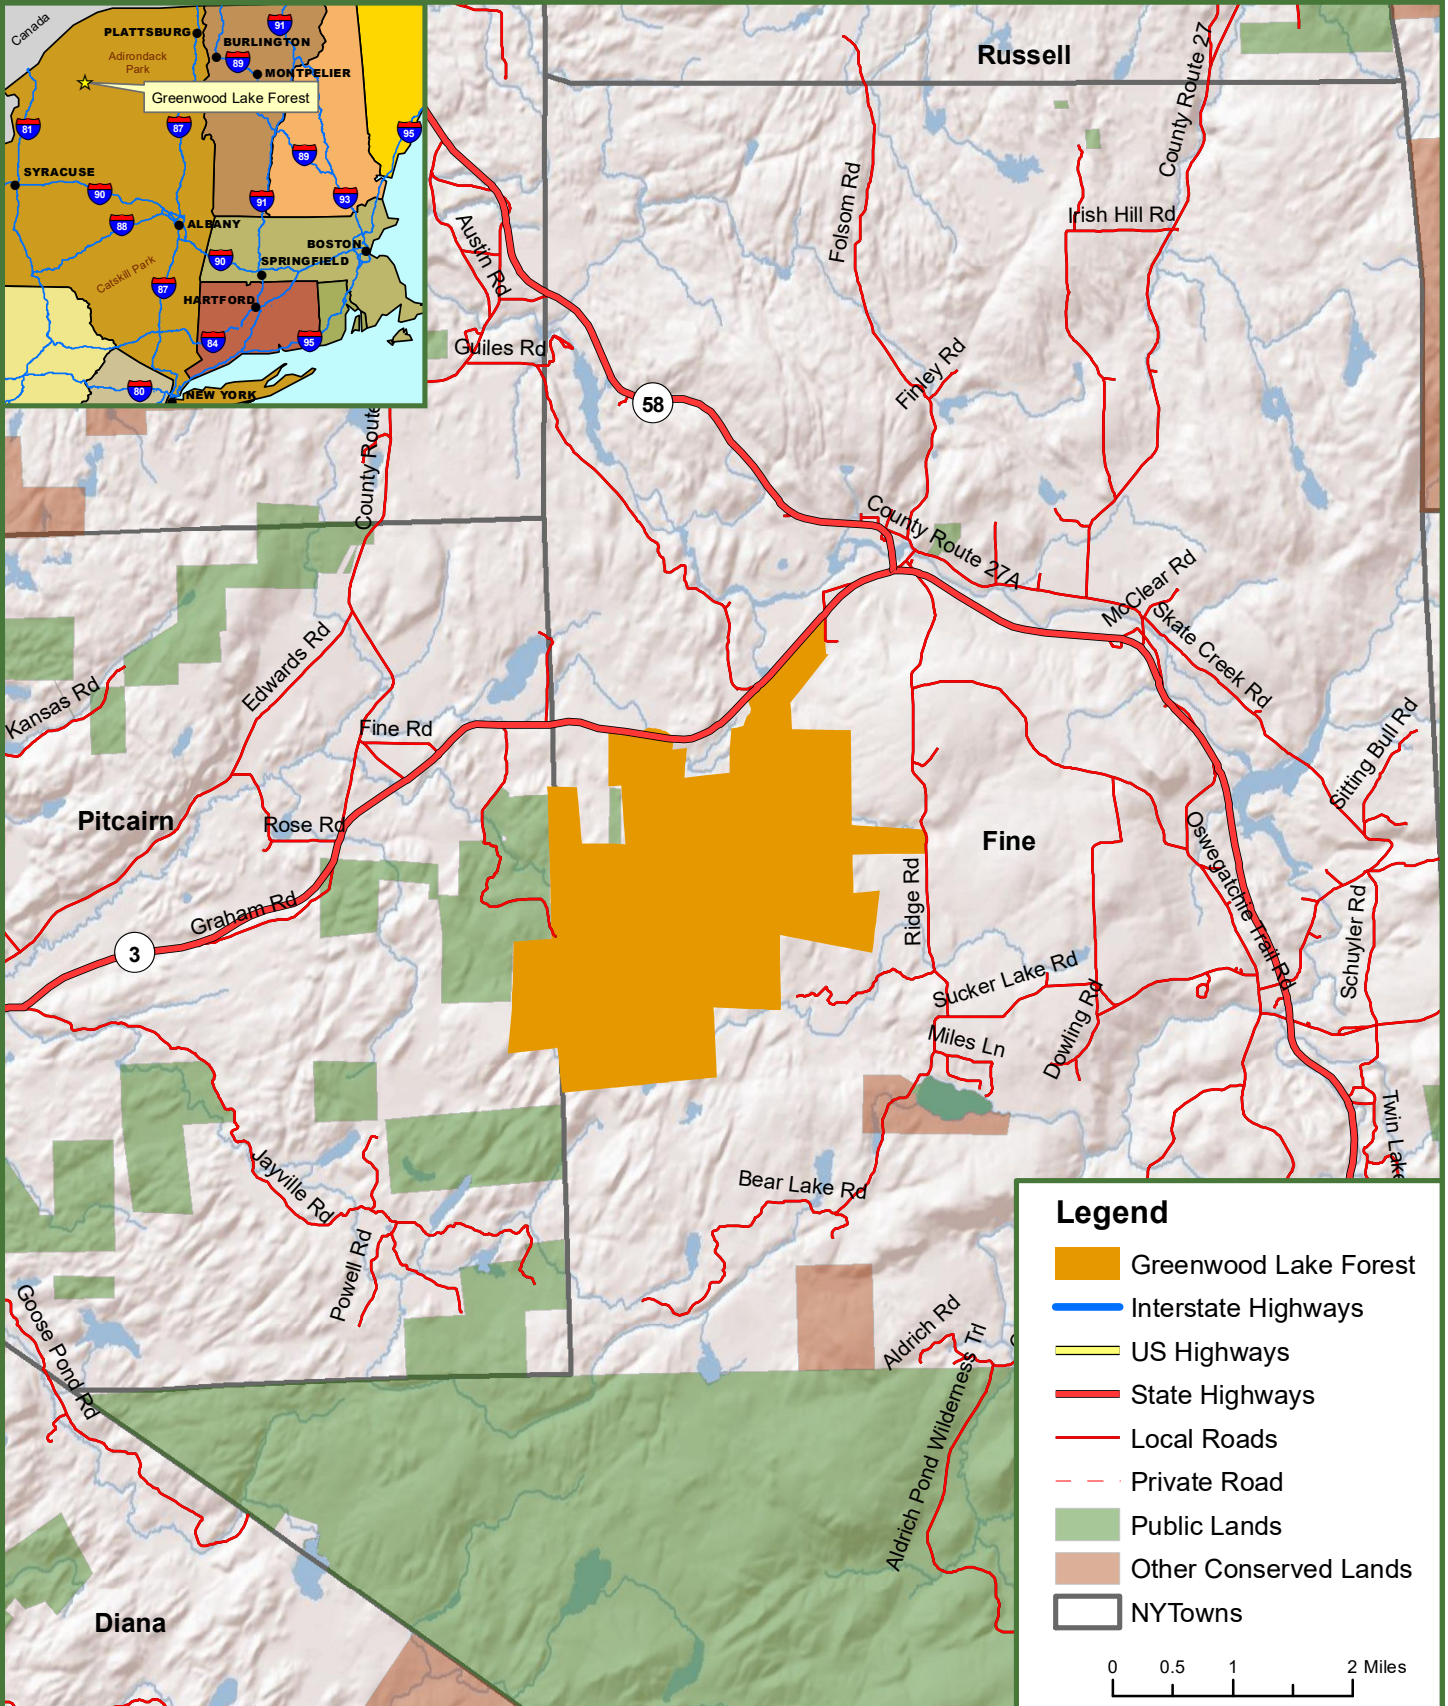 Canada
PLATTSBURG
91
BURLINGTON
Adirondack
Park
89
MONTPELIER
Greenwood Lake Forest
81
87
95
89
SYRACUSE
90
91
93
88
ALBANY
BOSTON
90
SPRINGFIELD
Catskill Park
87
HARTFORD
84
95
80
NEW YORK
Russell
County Route 27
Folsom Rd
Irish Hill Rd
Austin Rd
Guiles Rd
Finley Rd
58
County Route
County Route 27A
McClear Rd
Skate Creek Rd
Edwards Rd
Kansas Rd
Fine Rd
Sitting Bull Rd
Pitcairn
Rose Rd
Fine
Oswegatchie Trail Rd
Ridge Rd
Graham Rd
Schuyler Rd
3
Sucker Lake Rd
Dowling Rd
Miles Ln
Twin Lake
Jayville Rd
Bear Lake Rd
Powell Rd
Goose Pond Rd
Aldrich Rd
Aldrich Pond Wilderness Trl
Diana
Legend
Greenwood Lake Forest
Interstate Highways
US Highways
State Highways
Local Roads
Private Road
Public Lands
Other Conserved Lands
NYTowns
0 0.5 1 2 Miles